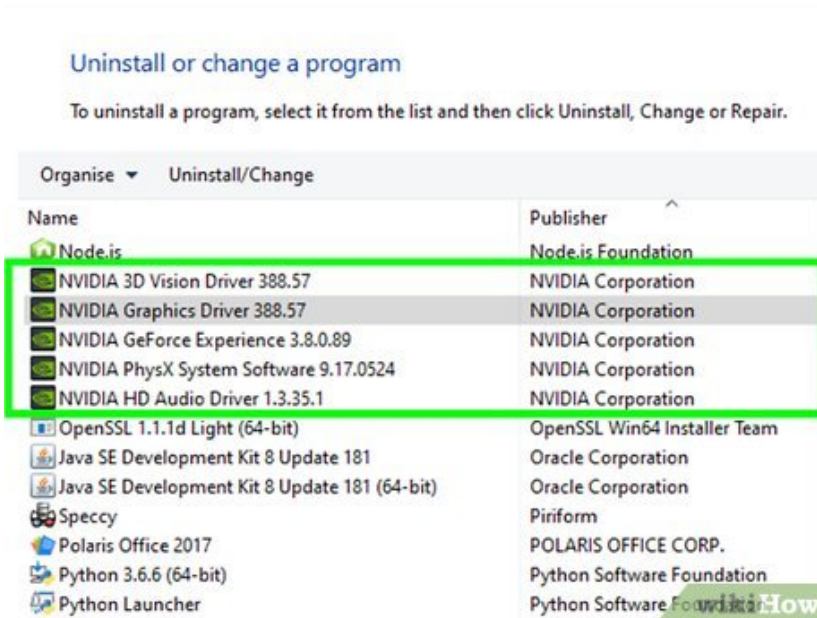 Uninstall or change a program
To uninstall a program, select it from the list and then click Uninstall, Change or Repair.
Organise Uninstall/Change
Name Publisher
Node.js Node.js Foundation
NVIDIA 3D Vision Driver 388.57 NVIDIA Corporation
NVIDIA Graphics Driver 388.57 NVIDIA Corporation
NVIDIA GeForce Experience 3.8.0.89 NVIDIA Corporation
NVIDIA PhysX System Software 9.17.0524 NVIDIA Corporation
NVIDIA HD Audio Driver 1.3.35.1 NVIDIA Corporation
OpenSSL 1.1.1d Light (64-bit) OpenSSL Win64 Installer Team
Java SE Development Kit 8 Update 181 Oracle Corporation
Java SE Development Kit 8 Update 181 (64-bit) Oracle Corporation
Speccy Piriform
Polaris Office 2017 POLARIS OFFICE CORP.
Python 3.6.6 (64-bit) Python Software Foundation
Python Launcher Python Software Foundation
wikiHow